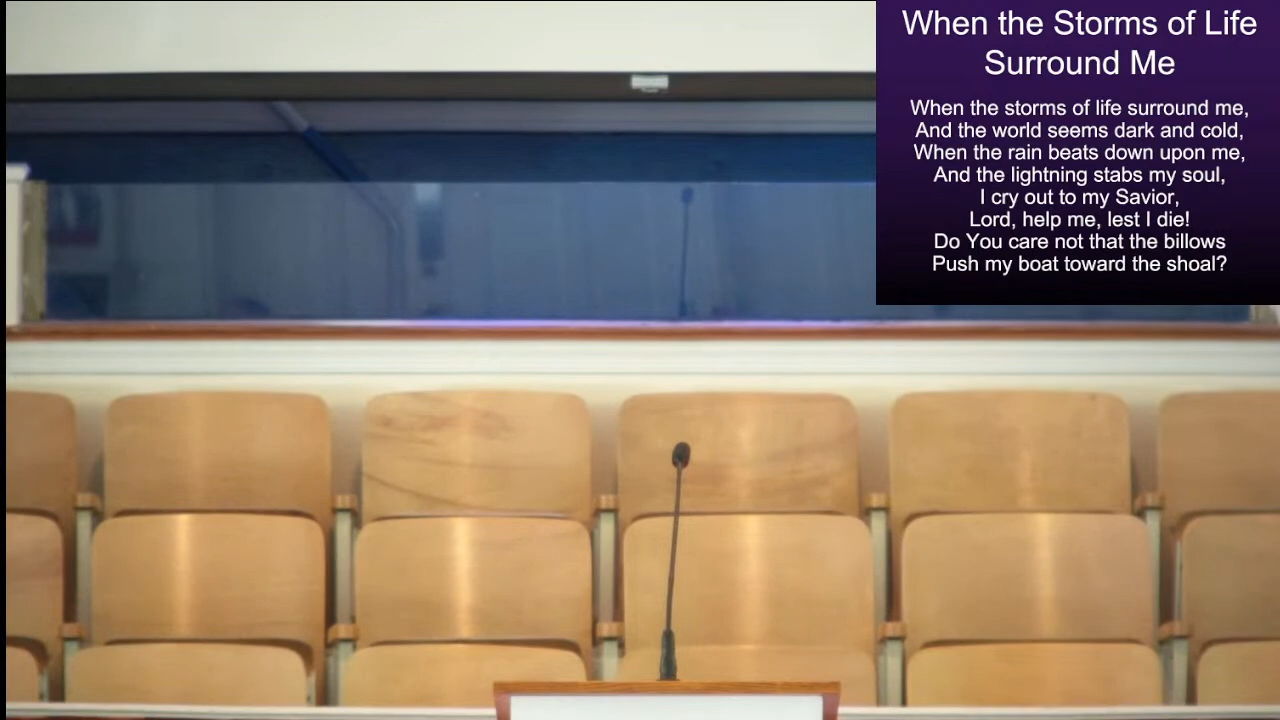 When the Storms of Life
Surround Me
When the storms of life surround me,
And the world seems dark and cold,
When the rain beats down upon me,
And the lightning stabs my soul,
I cry out to my Savior,
Lord, help me, lest I die!
Do You care not that the billows
Push my boat toward the shoal?